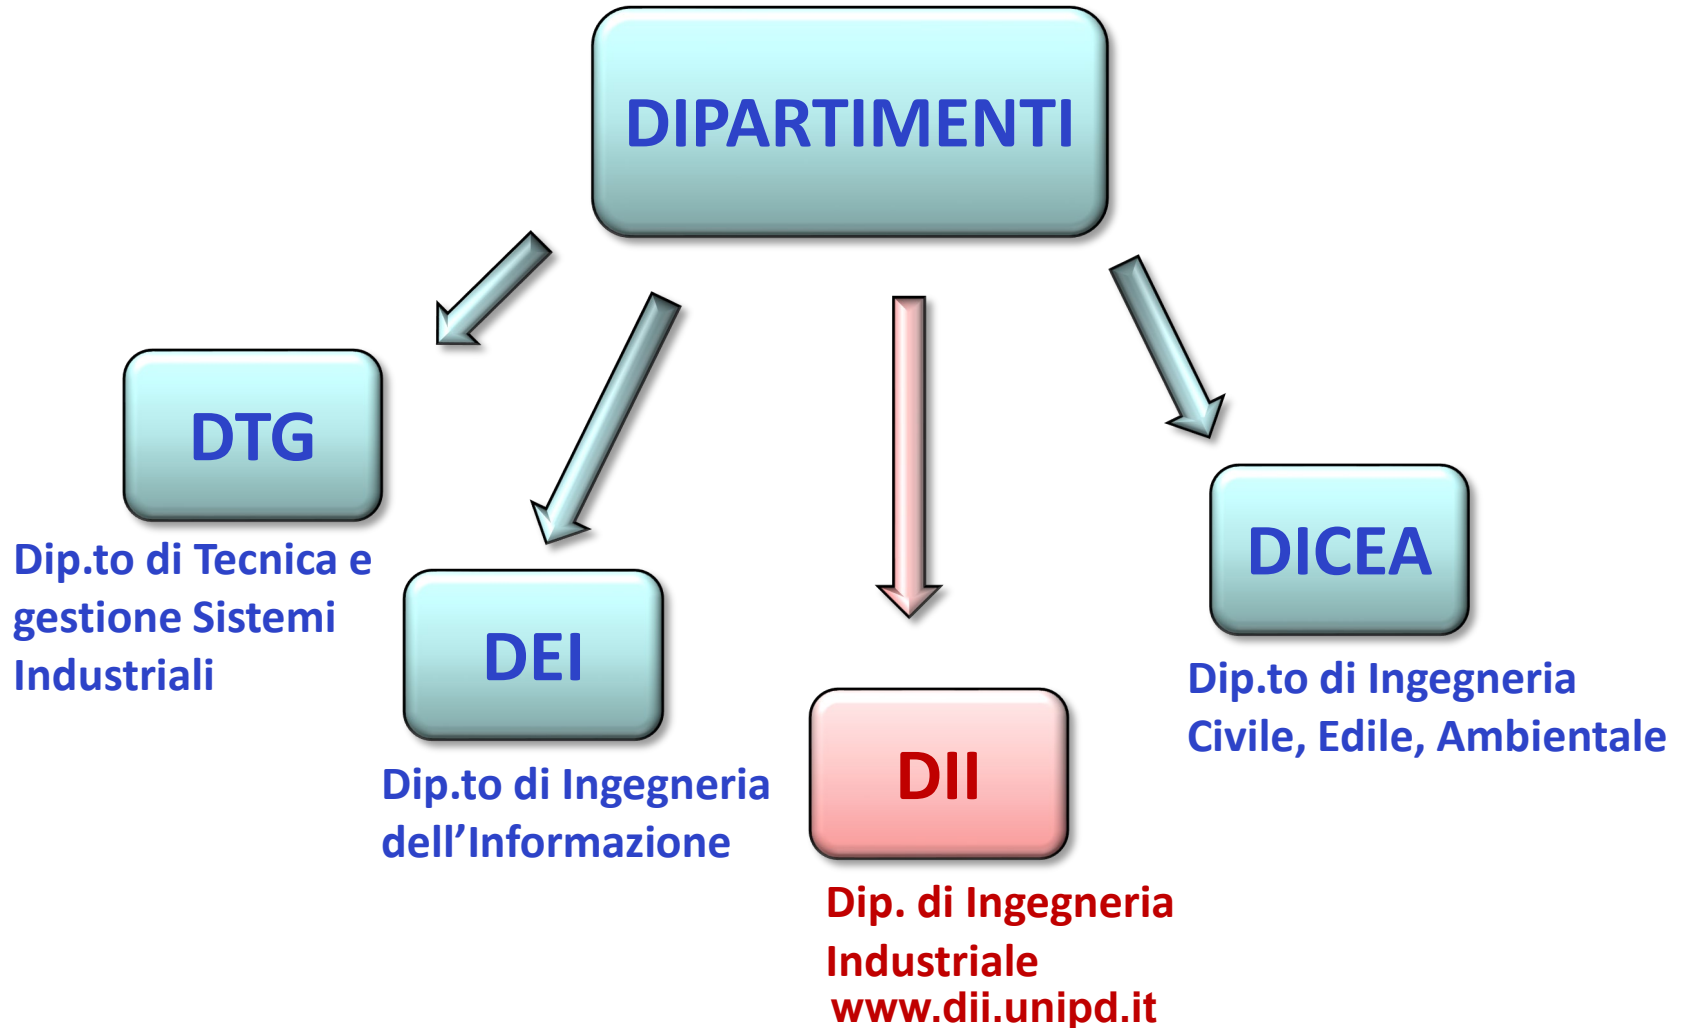 DIPARTIMENTI
DTG
Dip.to di Tecnica e
gestione Sistemi
Industriali
DEI
Dip.to di Ingegneria
dell’Informazione
DII
Dip. di Ingegneria
Industriale
www.dii.unipd.it
DICEA
Dip.to di Ingegneria
Civile, Edile, Ambientale